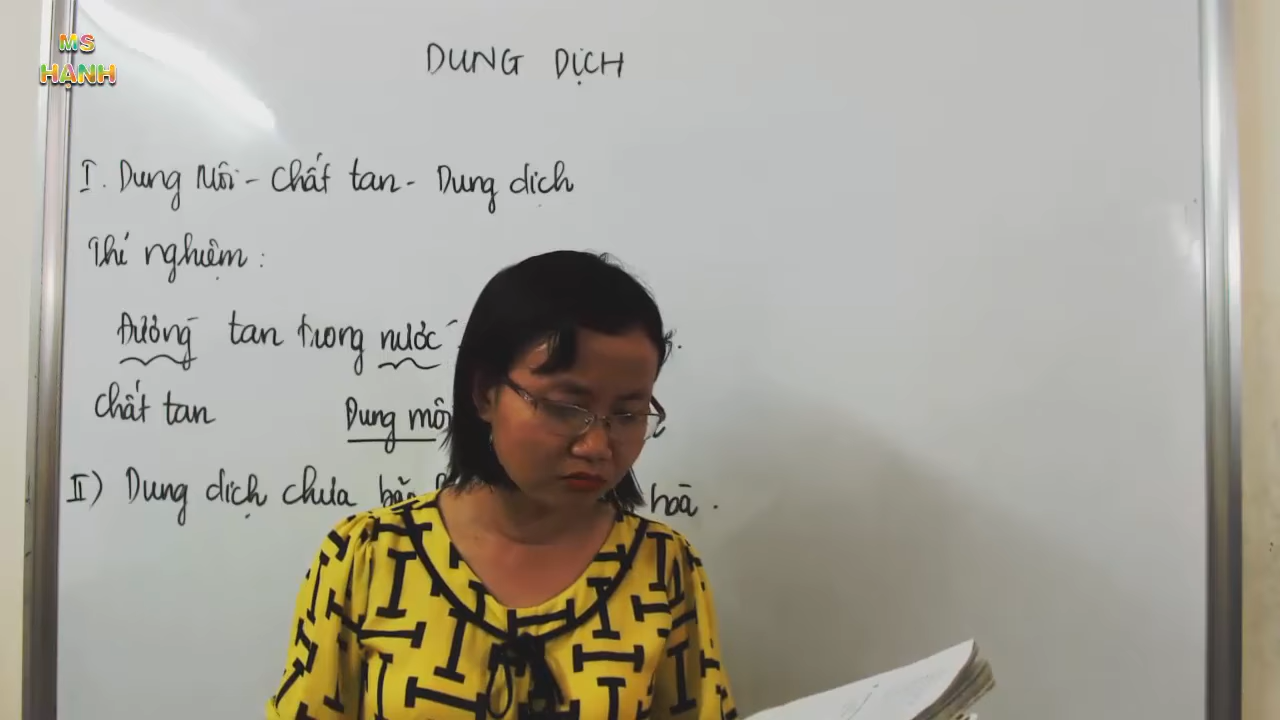 MS
HẠNH
DUNG DỊCH
I. Dung Môi - Chất tan - Dung dịch
Thí nghiệm :
Đường tan trong nước
Chất tan Dung môi
II) Dung dịch chưa bão hoà .